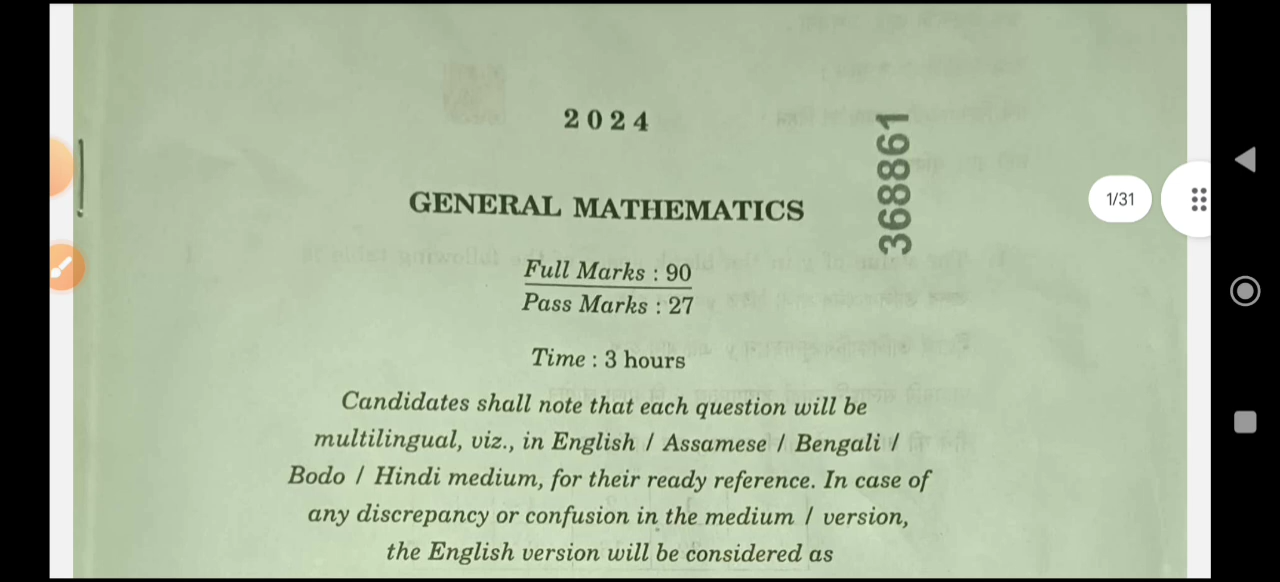 2024
368861
GENERAL MATHEMATICS
Full Marks : 90
Pass Marks : 27
Time : 3 hours
Candidates shall note that each question will be
multilingual, viz., in English / Assamese / Bengali /
Bodo / Hindi medium, for their ready reference. In case of
any discrepancy or confusion in the medium / version,
the English version will be considered as
1/31